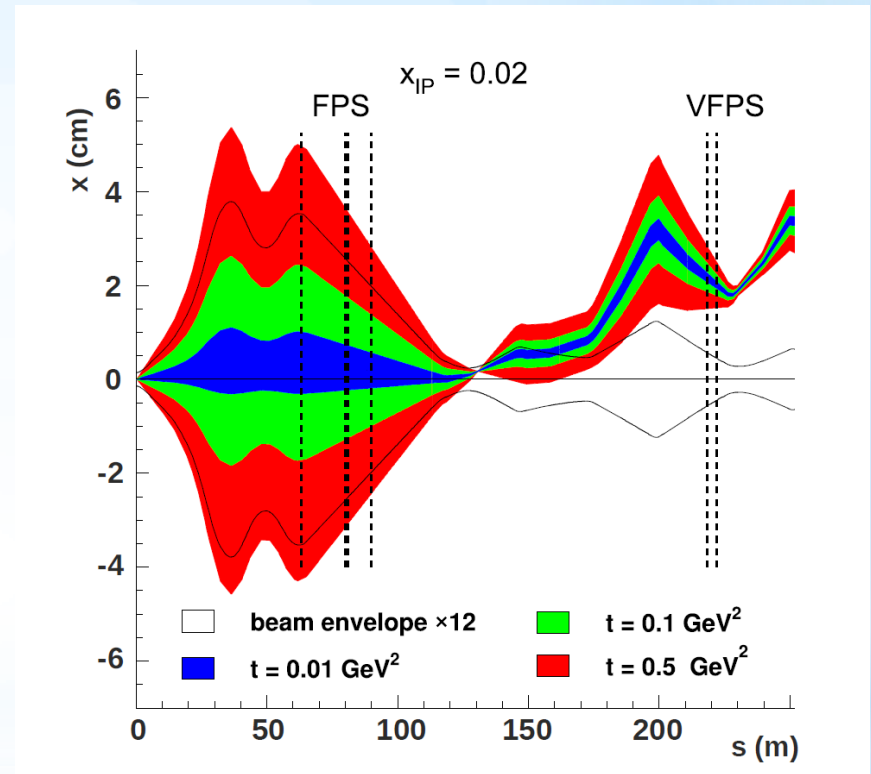 x_IP = 0.02
FPS
VFPS
x (cm)
6
4
2
0
-2
-4
-6
beam envelope ×12
t = 0.01 GeV²
t = 0.1 GeV²
t = 0.5 GeV²
0 50 100 150 200
s (m)